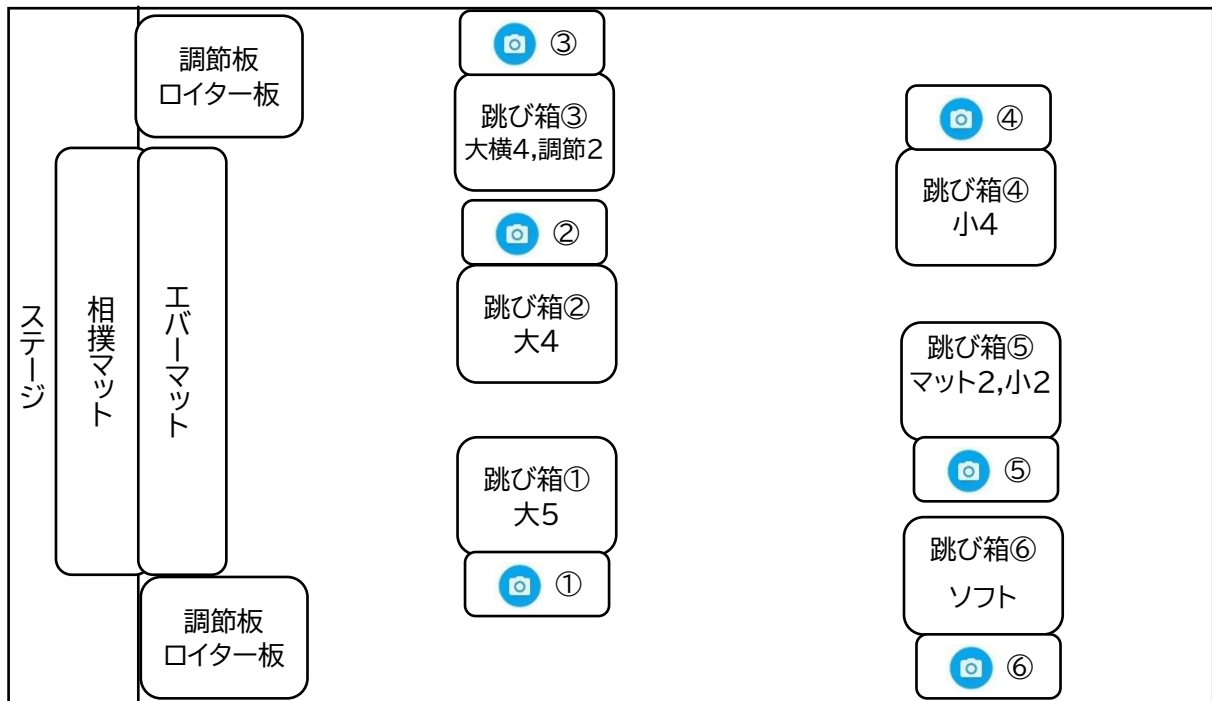 ステージ
相撲マット
エバーマット
調節板
ロイター板
調節板
ロイター板
③
跳び箱③
大横4,調節2
②
跳び箱②
大4
跳び箱①
大5
①
④
跳び箱④
小4
跳び箱⑤
マット2,小2
⑤
跳び箱⑥
ソフト
⑥